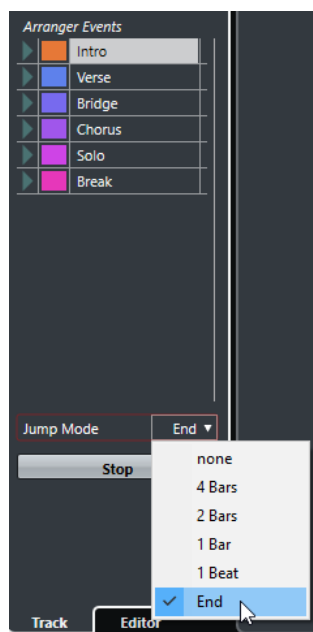 Arranger Events
Intro
Verse
Bridge
Chorus
Solo
Break
Jump Mode End
Stop
none
4 Bars
2 Bars
1 Bar
1 Beat
End
Track Editor